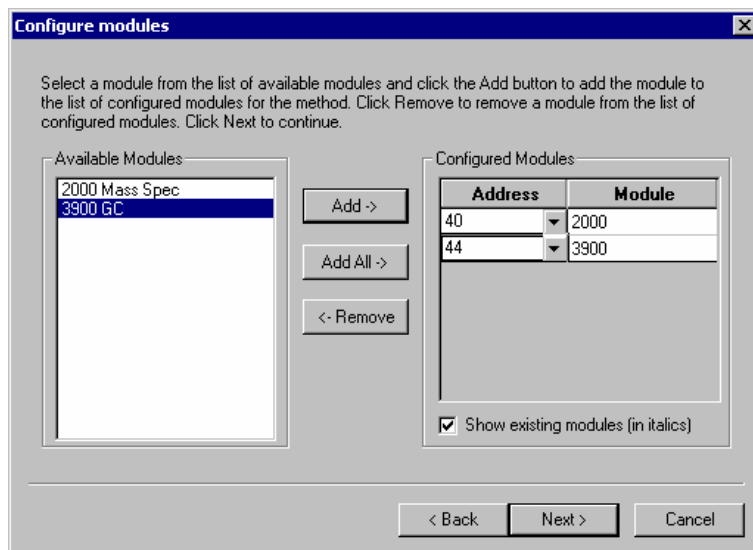 Configure modules
Select a module from the list of available modules and click the Add button to add the module to
the list of configured modules for the method. Click Remove to remove a module from the list of
configured modules. Click Next to continue.
Available Modules
2000 Mass Spec
3900 GC
Add ->
Add All ->
<- Remove
Configured Modules
Address Module
40 2000
44 3900
Show existing modules (in italics)
< Back Next > Cancel